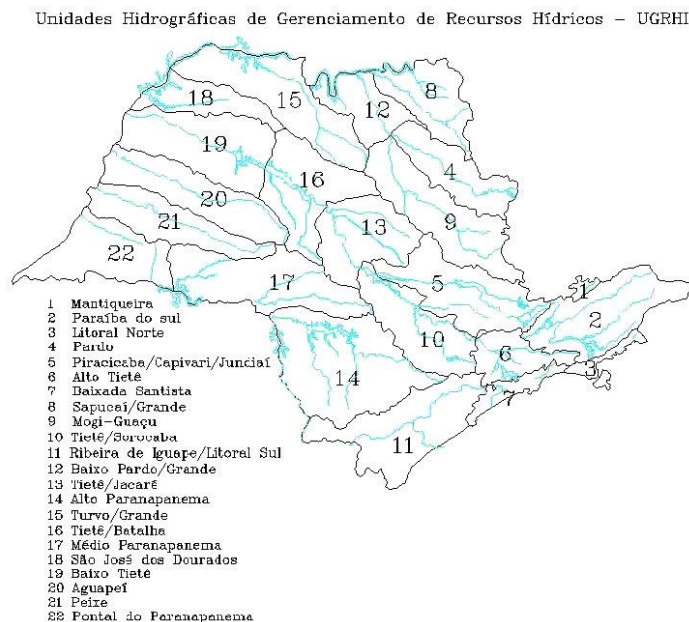 Unidades Hidrográficas de Gerenciamento de Recursos Hídricos – UGRHI
8
18
15
12
19
4
16
20
9
13
21
22
17
5
1
2
10
6
3
14
7
11
1 Mantiqueira
2 Paraíba do sul
3 Litoral Norte
4 Pardo
5 Piracicaba/Capivari/Jundiaí
6 Alto Tietê
7 Baixada Santista
8 Sapucaí/Grande
9 Mogi-Guaçu
10 Tietê/Sorocaba
11 Ribeira de Iguape/Litoral Sul
12 Baixo Pardo/Grande
13 Tietê/Jacaré
14 Alto Paranapanema
15 Turvo/Grande
16 Tietê/Batalha
17 Médio Paranapanema
18 São José dos Dourados
19 Baixo Tietê
20 Aguapeí
21 Peixe
22 Pontal do Paranapanema